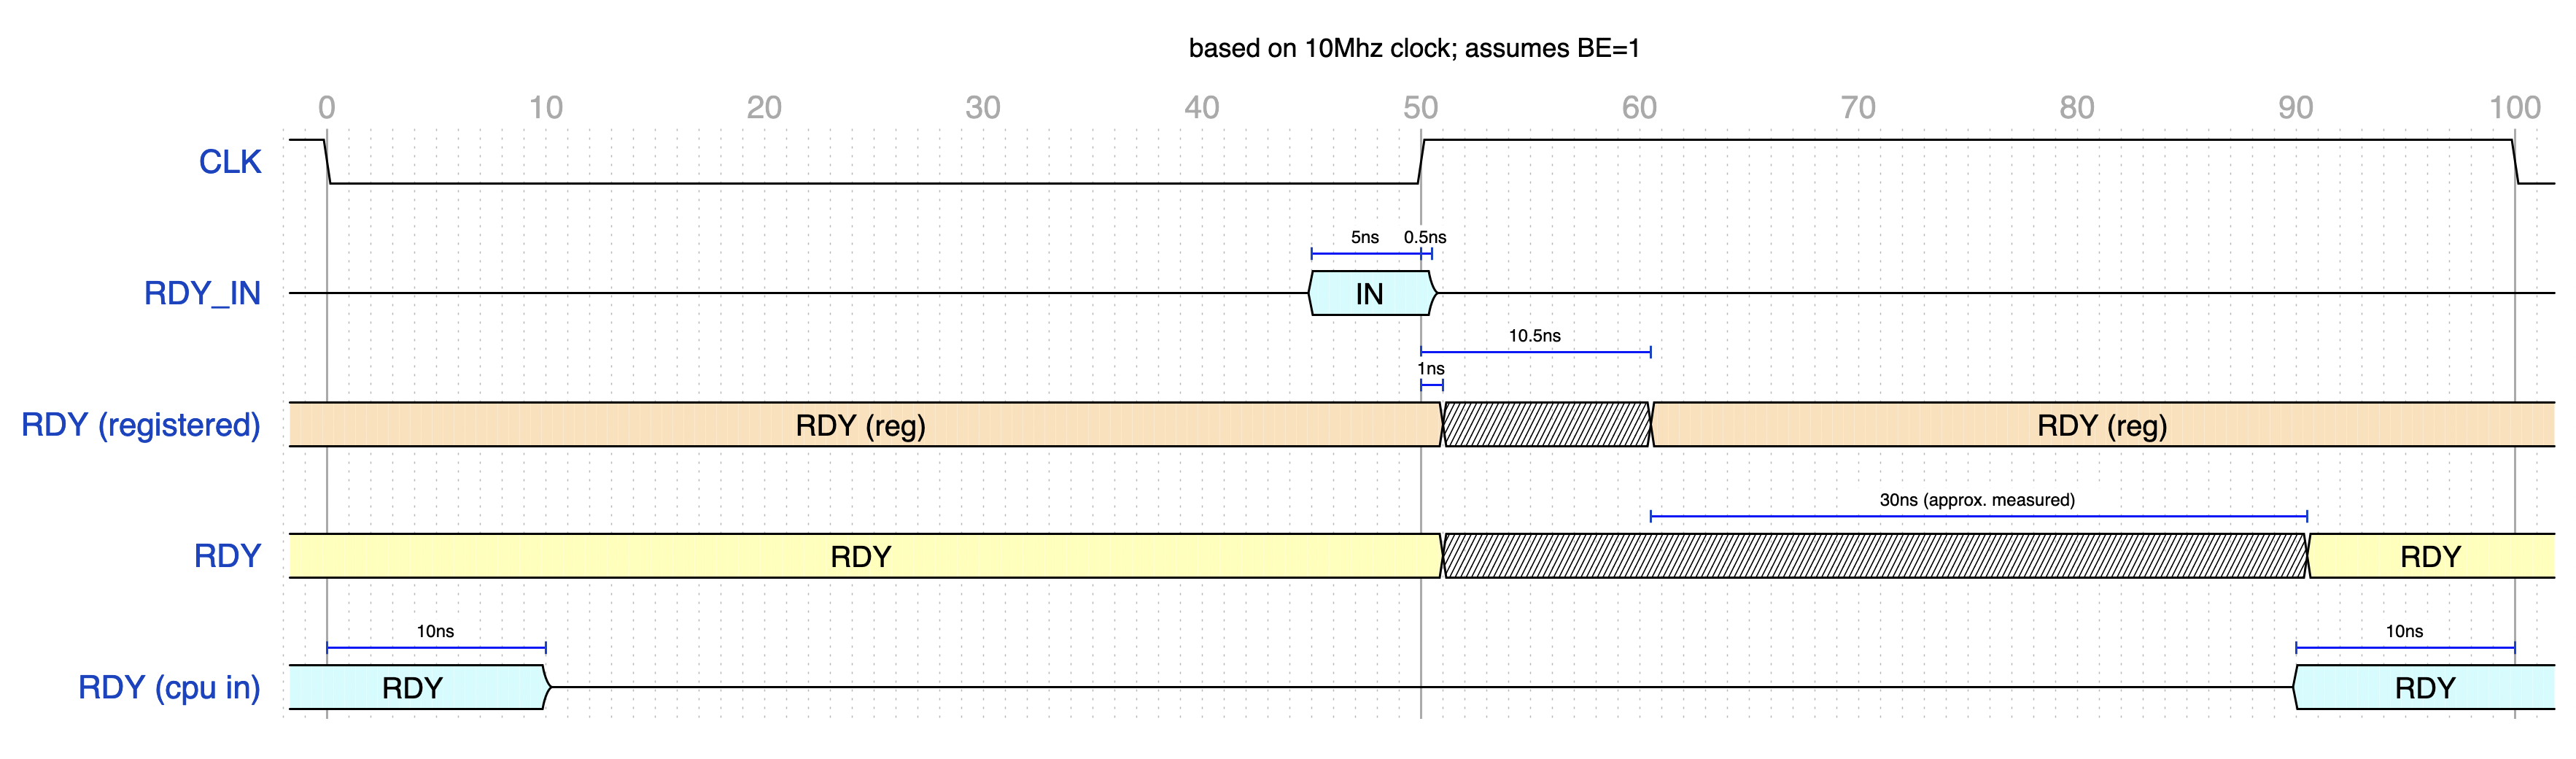 based on 10Mhz clock; assumes BE=1
0 10 20 30 40 50 60 70 80 90 100
CLK
5ns 0.5ns
RDY_IN IN
10.5ns
1ns
RDY (registered) RDY (reg) RDY (reg)
30ns (approx. measured)
RDY RDY RDY
10ns 10ns
RDY (cpu in) RDY RDY